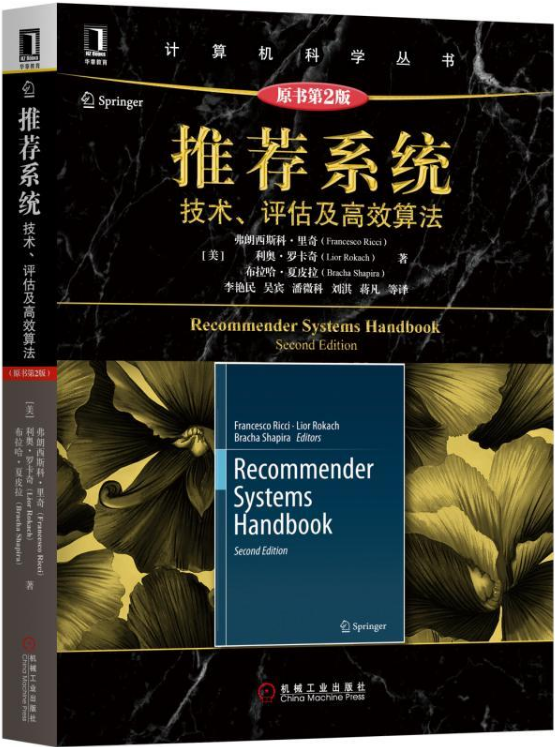 HZ BOOKS
华章教育
Springer
推荐系统
技术、评估及高效算法
(原书第2版)
[美]
弗朗西斯科·里奇(Francesco Ricci)
利奥·罗卡奇(Lior Rokach)
布拉哈·夏皮拉(Bracha Shapira)
著
机械工业出版社
China Machine Press
HZ BOOKS
华章教育
计算机科学丛书
Springer
原书第2版
推荐系统
技术、评估及高效算法
弗朗西斯科·里奇(Francesco Ricci)
[美] 利奥·罗卡奇(Lior Rokach) 著
布拉哈·夏皮拉(Bracha Shapira)
李艳民 吴宾 潘微科 刘淇 蒋凡 等译
Recommender Systems Handbook
Second Edition
Francesco Ricci · Lior Rokach
Bracha Shapira Editors
Recommender
Systems
Handbook
Second Edition
Springer
机械工业出版社
China Machine Press